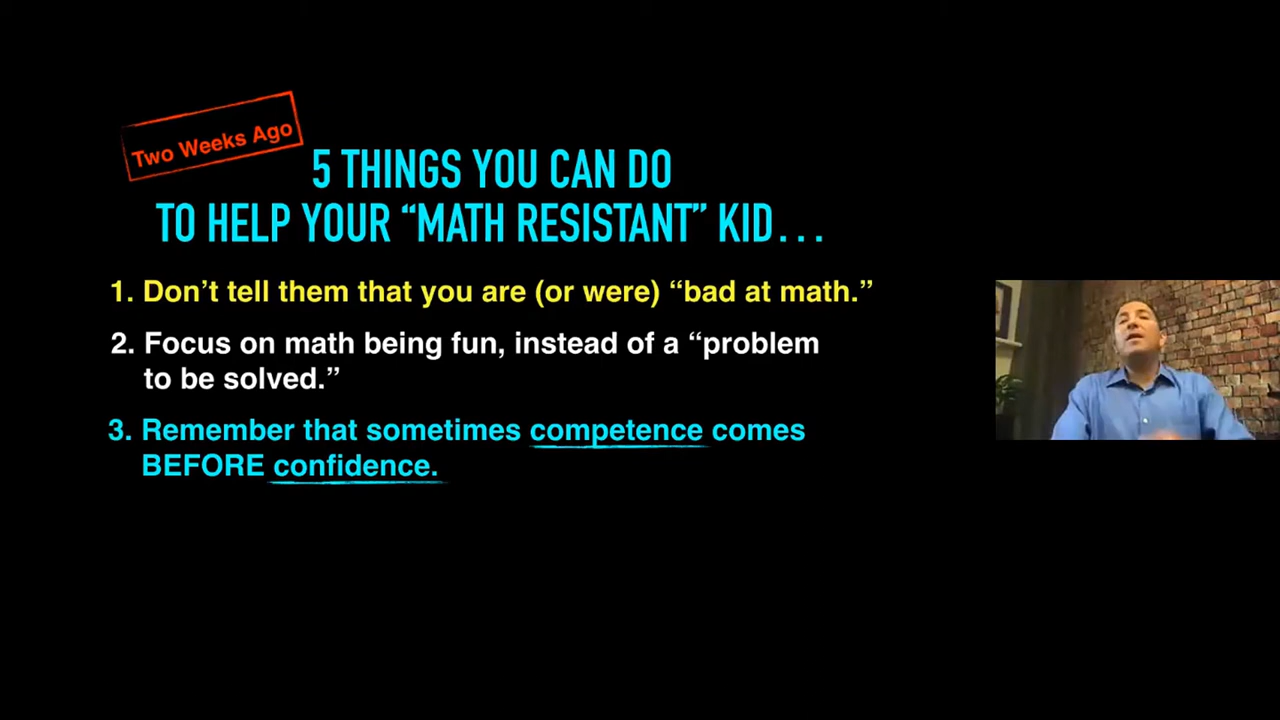 Two Weeks Ago
5 THINGS YOU CAN DO
TO HELP YOUR “MATH RESISTANT” KID...
1. Don’t tell them that you are (or were) “bad at math.”
2. Focus on math being fun, instead of a “problem
to be solved.”
3. Remember that sometimes competence comes
BEFORE confidence.